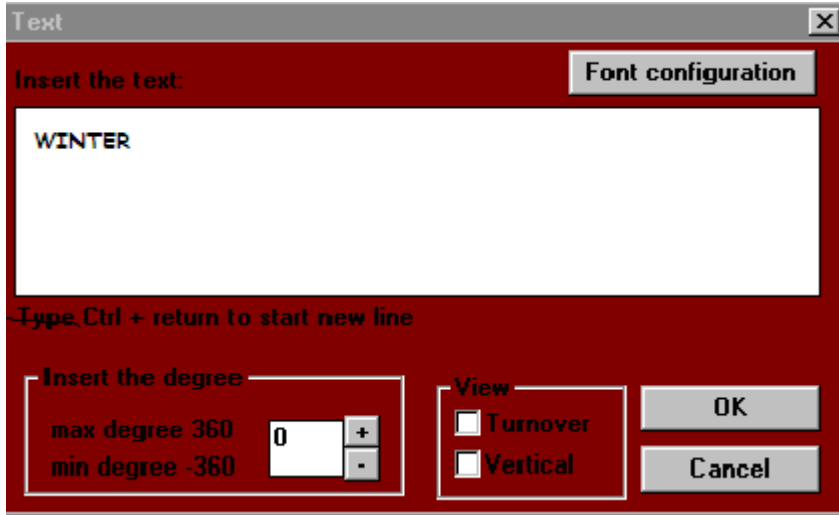 Text
Insert the text:
Font configuration
WINTER
Type Ctrl + return to start new line
Insert the degree
max degree 360
min degree -360
0
+
-
View
Turnover
Vertical
OK
Cancel